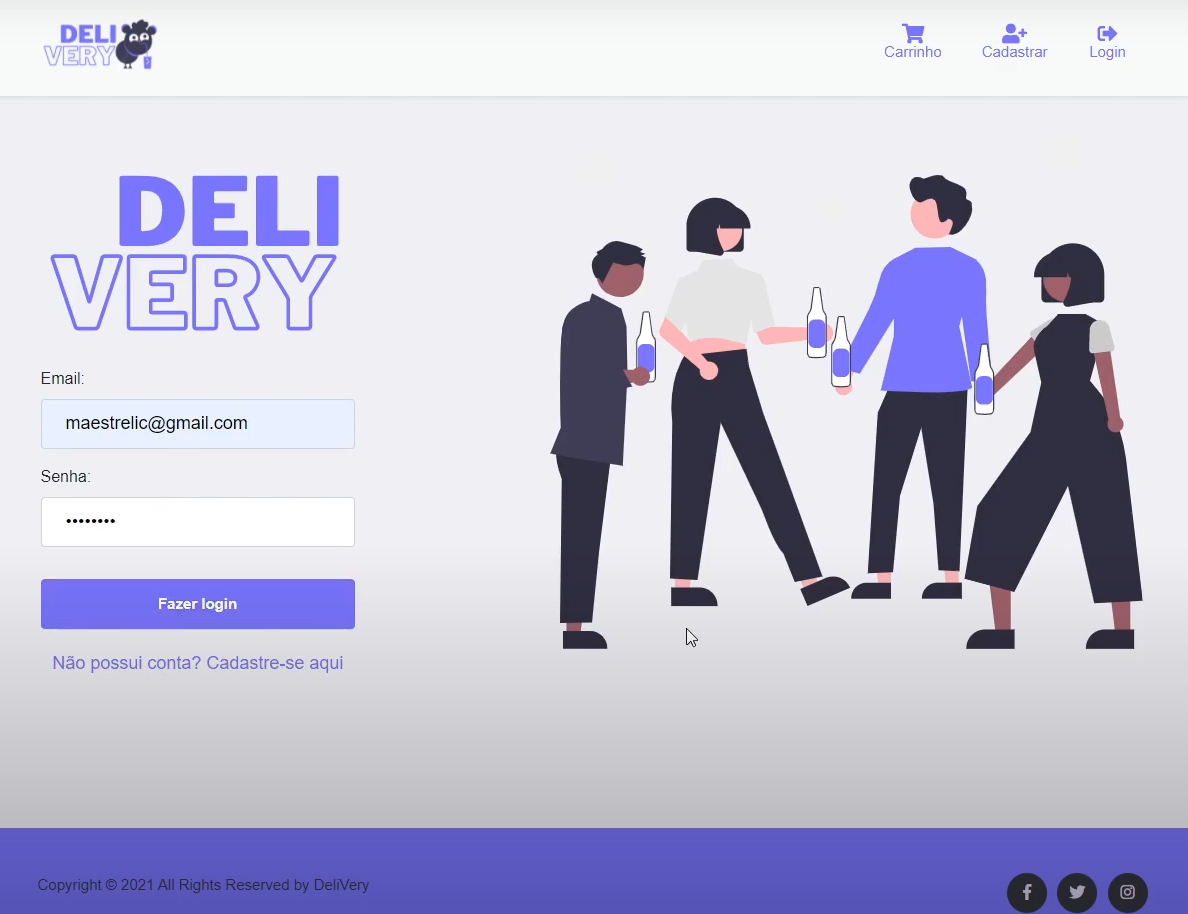 DELI
VERY
Carrinho
Cadastrar
Login
DELI
VERY
Email:
maestrelic@gmail.com
Senha:
••••••••
Fazer login
Não possui conta? Cadastre-se aqui
Copyright © 2021 All Rights Reserved by DeliVery